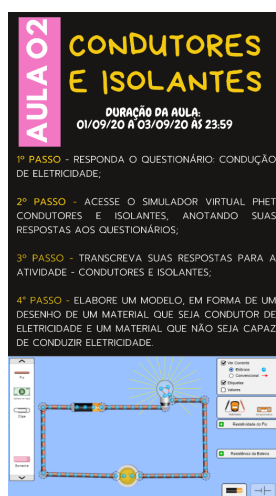 AULA 02
CONDUTORES
E ISOLANTES
DURAÇÃO DA AULA:
01/09/20 A 03/09/20 ÀS 23:59
1º PASSO - RESPONDA O QUESTIONÁRIO: CONDUÇÃO
DE ELETRICIDADE;
2º PASSO - ACESSE O SIMULADOR VIRTUAL PHET
CONDUTORES E ISOLANTES, ANOTANDO SUAS
RESPOSTAS AOS QUESTIONÁRIOS;
3º PASSO - TRANSCREVA SUAS RESPOSTAS PARA A
ATIVIDADE - CONDUTORES E ISOLANTES;
4º PASSO - ELABORE UM MODELO, EM FORMA DE UM
DESENHO DE UM MATERIAL QUE SEJA CONDUTOR DE
ELETRICIDADE E UM MATERIAL QUE NÃO SEJA CAPAZ
DE CONDUZIR ELETRICIDADE.
Ver Corrente
Elétrons
Convencional
Etiquetas
Valores
Clipe
Resistividade do Fio
Resistência da Bateria